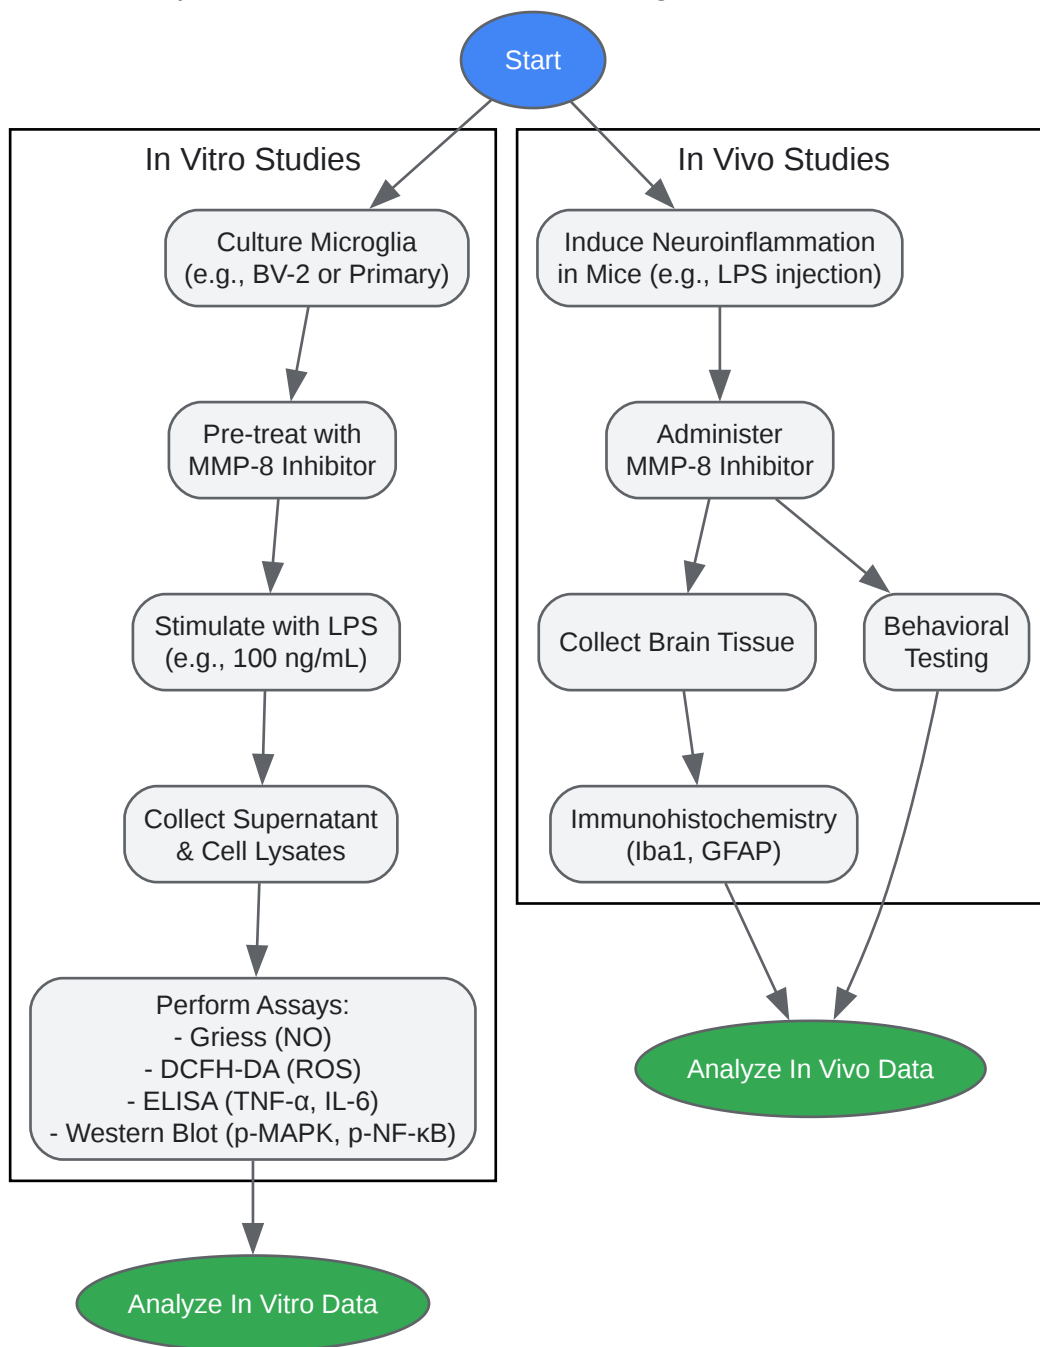 Start
In Vitro Studies
Culture Microglia
(e.g., BV-2 or Primary)
Pre-treat with
MMP-8 Inhibitor
Stimulate with LPS
(e.g., 100 ng/mL)
Collect Supernatant
& Cell Lysates
Perform Assays:
- Griess (NO)
- DCFH-DA (ROS)
- ELISA (TNF-α, IL-6)
- Western Blot (p-MAPK, p-NF-κB)
Analyze In Vitro Data
In Vivo Studies
Induce Neuroinflammation
in Mice (e.g., LPS injection)
Administer
MMP-8 Inhibitor
Collect Brain Tissue
Behavioral
Testing
Immunohistochemistry
(Iba1, GFAP)
Analyze In Vivo Data